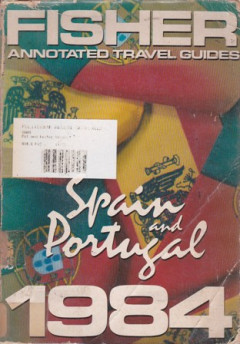 FISHER
ANNOTATED TRAVEL GUIDES
Spain
and
Portugal
1984